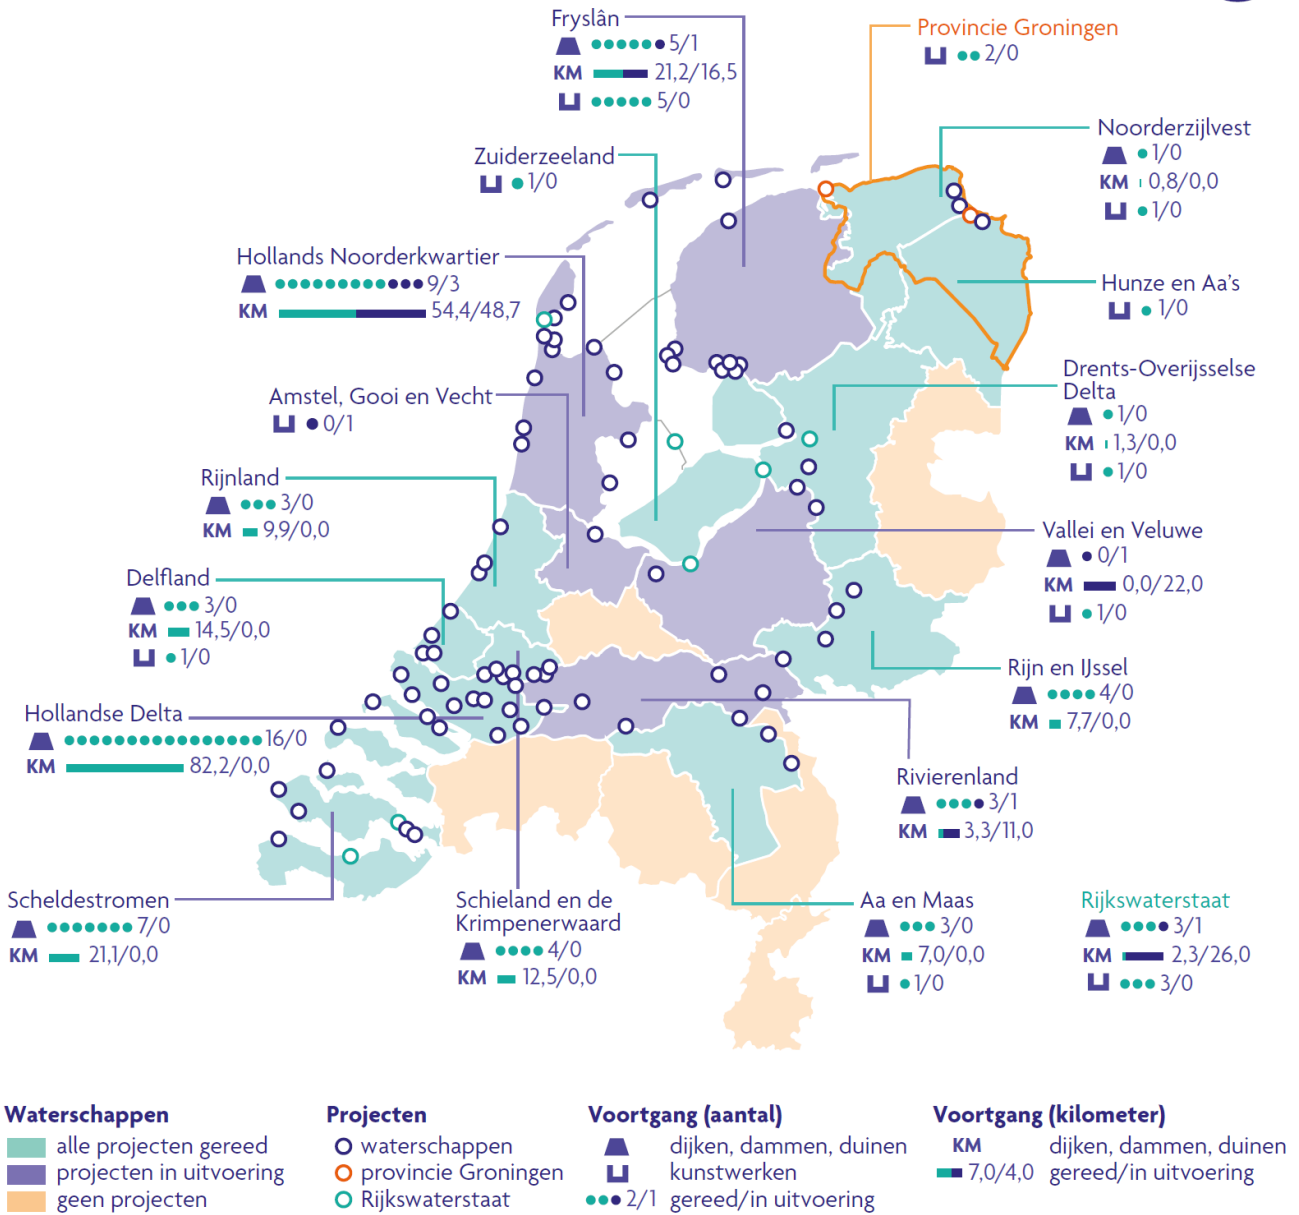 Fryslân
5/1
KM 21,2/16,5
5/0
Provincie Groningen
2/0
Zuiderzeeland
1/0
Noorderzijlvest
1/0
KM 0,8/0,0
1/0
Hollands Noorderkwartier
9/3
KM 54,4/48,7
Hunze en Aa's
1/0
Amstel, Gooi en Vecht
0/1
Drents-Overijsselse
Delta
1/0
KM 1,3/0,0
1/0
Rijnland
3/0
KM 9,9/0,0
Vallei en Veluwe
0/1
KM 0,0/22,0
1/0
Delfland
3/0
KM 14,5/0,0
1/0
Rijn en IJssel
4/0
KM 7,7/0,0
Hollandse Delta
16/0
KM 82,2/0,0
Rivierenland
3/1
KM 3,3/11,0
Scheldestromen
7/0
KM 21,1/0,0
Schieland en de
Krimpenerwaard
4/0
KM 12,5/0,0
Aa en Maas
3/0
KM 7,0/0,0
1/0
Rijkswaterstaat
3/1
KM 2,3/26,0
3/0
Waterschappen
alle projecten gereed
projecten in uitvoering
geen projecten
Projecten
waterschappen
provincie Groningen
Rijkswaterstaat
Voortgang (aantal)
dijken, dammen, duinen
kunstwerken
2/1 gereed/in uitvoering
Voortgang (kilometer)
KM dijken, dammen, duinen
7,0/4,0 gereed/in uitvoering